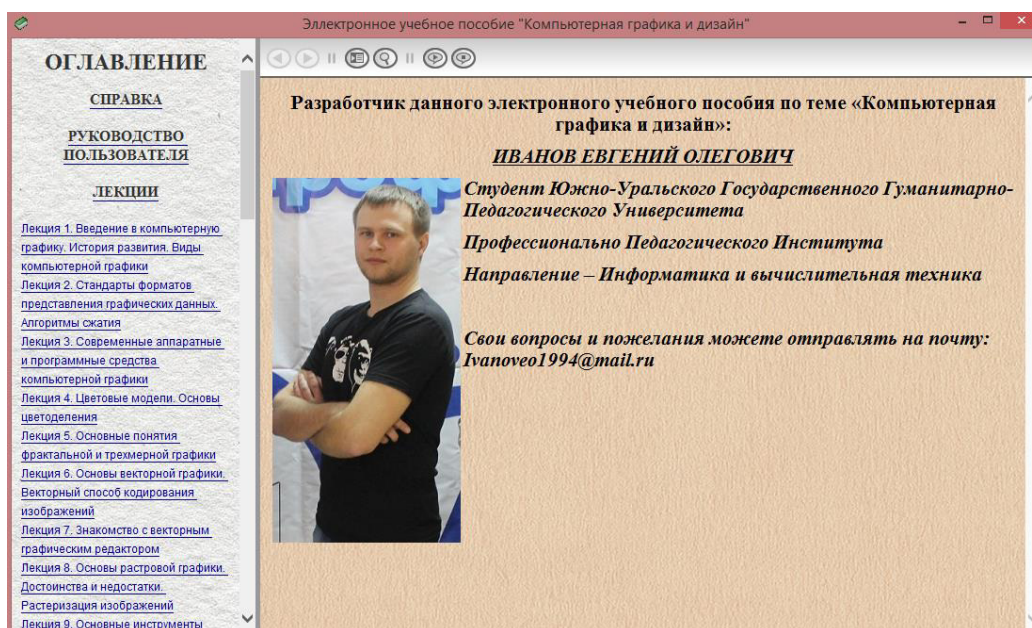 Эллектронное учебное пособие "Компьютерная графика и дизайн"
ОГЛАВЛЕНИЕ
СПРАВКА
РУКОВОДСТВО
ПОЛЬЗОВАТЕЛЯ
ЛЕКЦИИ
Лекция 1. Введение в компьютерную
графику. История развития. Виды
компьютерной графики
Лекция 2. Стандарты форматов
представления графических данных.
Алгоритмы сжатия
Лекция 3. Современные аппаратные
и программные средства
компьютерной графики
Лекция 4. Цветовые модели. Основы
цветоделения
Лекция 5. Основные понятия
фрактальной и трехмерной графики
Лекция 6. Основы векторной графики.
Векторный способ кодирования
изображений
Лекция 7. Знакомство с векторным
графическим редактором
Лекция 8. Основы растровой графики.
Достоинства и недостатки.
Растеризация изображений
Лекция 9. Основные инструменты
Разработчик данного электронного учебного пособия по теме «Компьютерная
графика и дизайн»:
ИВАНОВ ЕВГЕНИЙ ОЛЕГОВИЧ
Студент Южно-Уральского Государственного Гуманитарно-
Педагогического Университета
Профессионально Педагогического Института
Направление – Информатика и вычислительная техника
Свои вопросы и пожелания можете отправлять на почту:
Ivanoveo1994@mail.ru